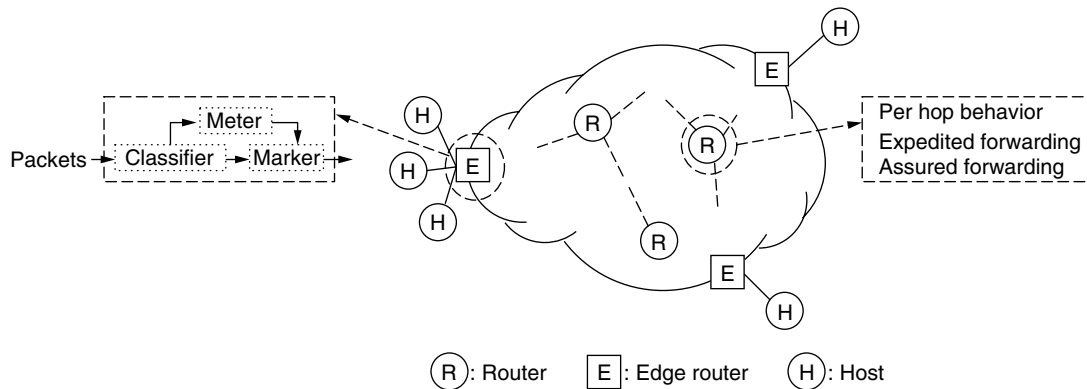 H
H
E
Meter
H
R
R
Per hop behavior
Expedited forwarding
Assured forwarding
Packets
Classifier
Marker
H
E
H
R
E
H
R : Router
E : Edge router
H : Host